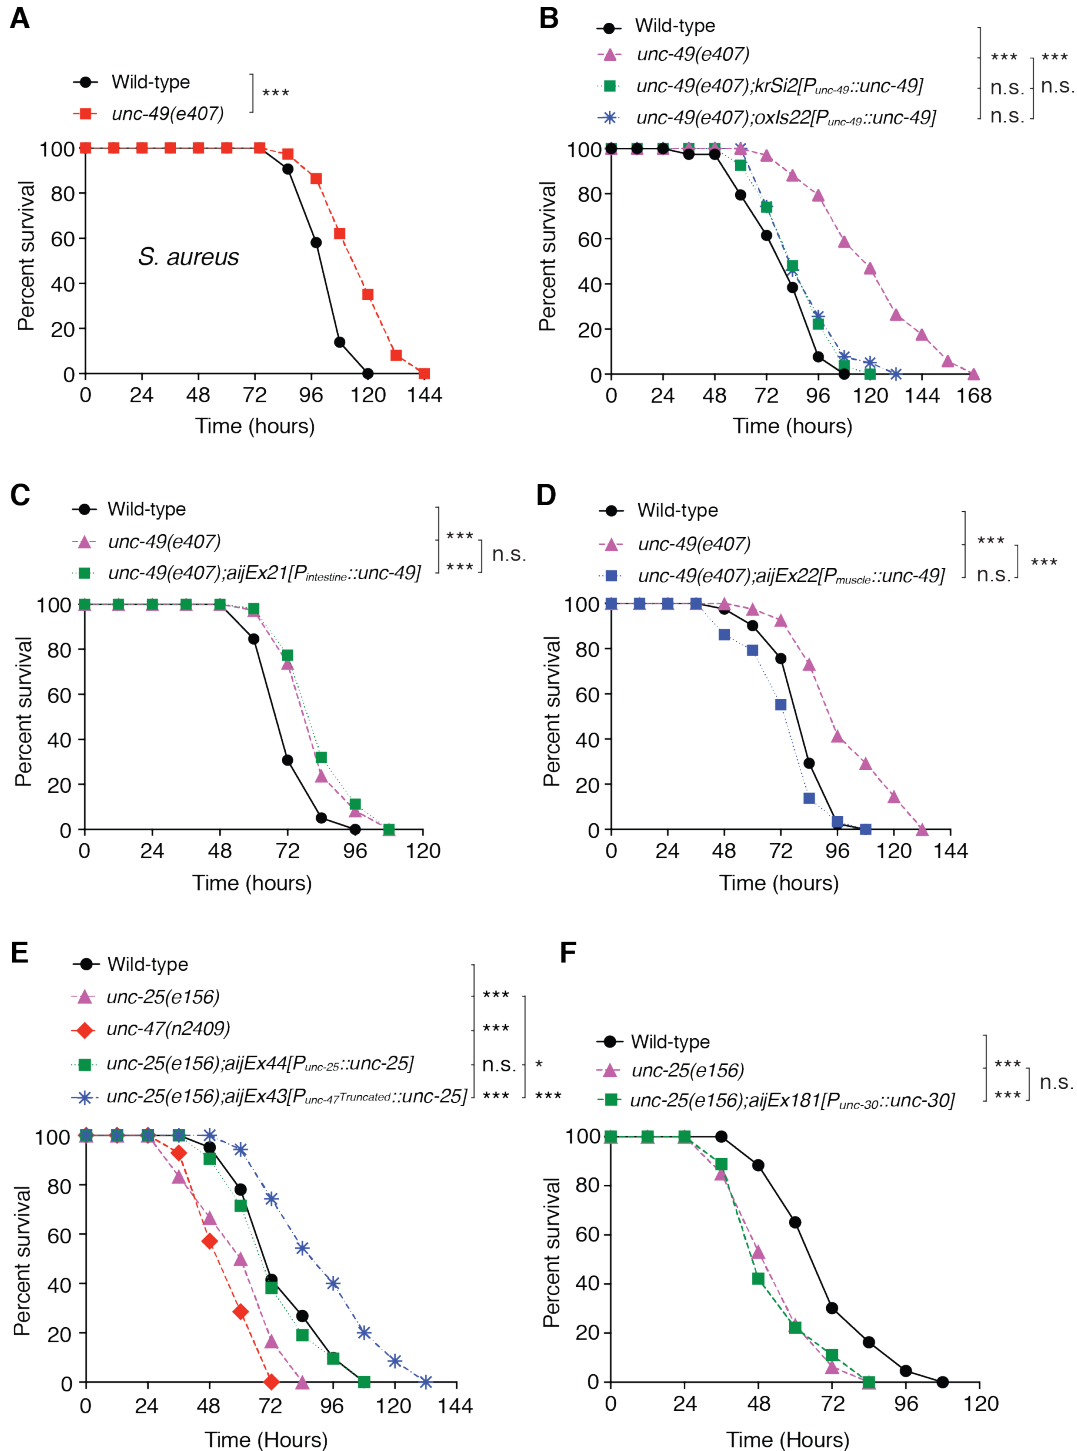 A
Wild-type
unc-49(e407)
***
100
80
60
40
20
0
Percent survival
S. aureus
0 24 48 72 96 120 144
Time (hours)
B
Wild-type
unc-49(e407)
unc-49(e407);krSi2[Punc-49::unc-49]
unc-49(e407);oxIs22[Punc-49::unc-49]
*** ***
n.s. n.s.
n.s.
100
80
60
40
20
0
Percent survival
0 24 48 72 96 120 144 168
Time (hours)
C
Wild-type
unc-49(e407)
unc-49(e407);aijEx21[Pintestine::unc-49]
***
*** n.s.
100
80
60
40
20
0
Percent survival
0 24 48 72 96 120
Time (hours)
D
Wild-type
unc-49(e407)
unc-49(e407);aijEx22[Pmuscle::unc-49]
***
n.s. ***
100
80
60
40
20
0
Percent survival
0 24 48 72 96 120 144
Time (hours)
E
Wild-type
unc-25(e156)
unc-47(n2409)
unc-25(e156);aijEx44[Punc-25::unc-25]
unc-25(e156);aijEx43[Punc-47Truncated::unc-25]
***
***
n.s. *
*** ***
100
80
60
40
20
0
Percent survival
0 24 48 72 96 120 144
Time (Hours)
F
Wild-type
unc-25(e156)
unc-25(e156);aijEx181[Punc-30::unc-30]
***
*** n.s.
100
80
60
40
20
0
Percent survival
0 24 48 72 96 120
Time (Hours)